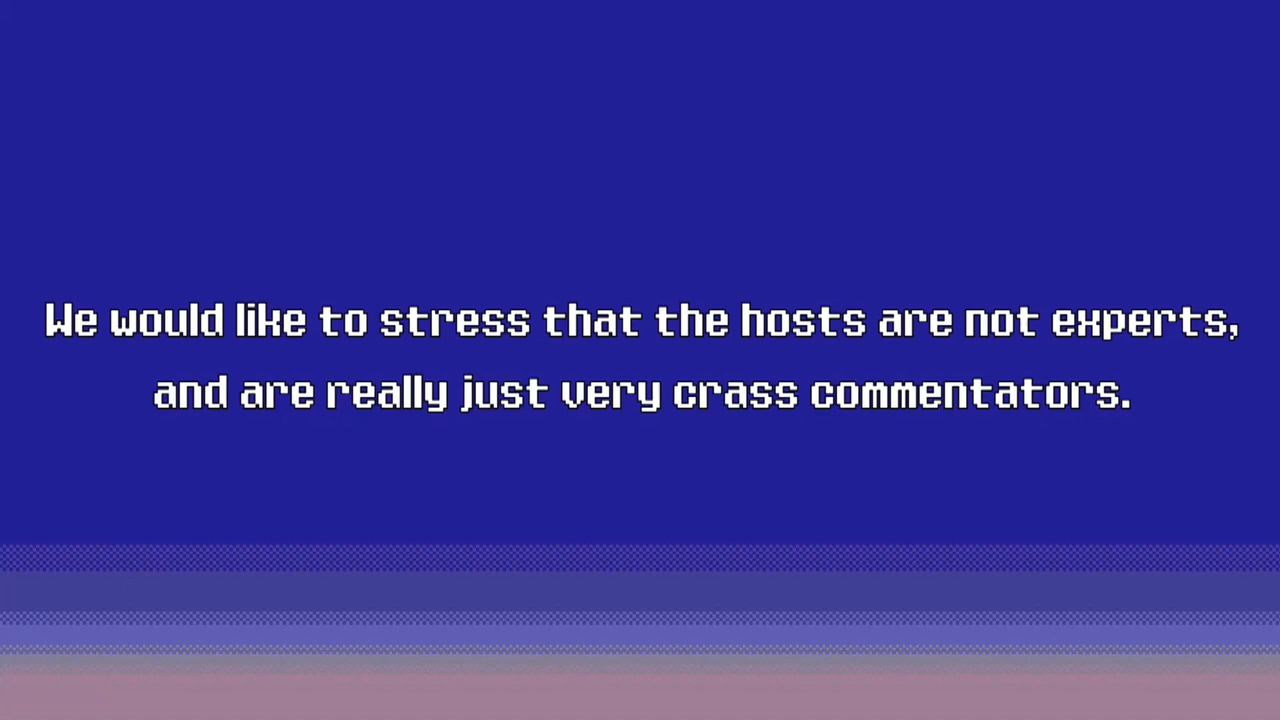 We would like to stress that the hosts are not experts,
and are really just very crass commentators.